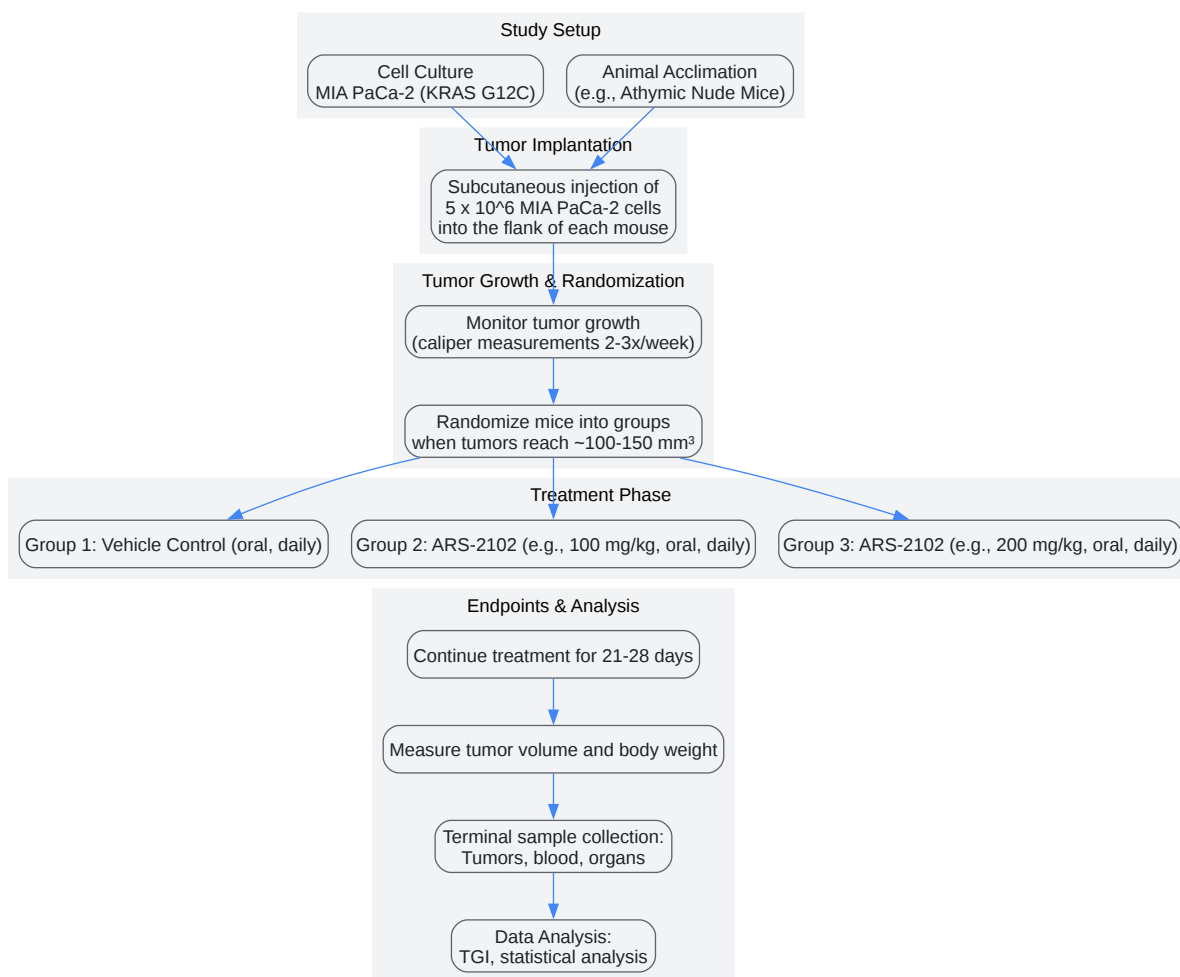 Study Setup
Cell Culture
MIA PaCa-2 (KRAS G12C)
Animal Acclimation
(e.g., Athymic Nude Mice)
Tumor Implantation
Subcutaneous injection of
5 x 10^6 MIA PaCa-2 cells
into the flank of each mouse
Tumor Growth & Randomization
Monitor tumor growth
(caliper measurements 2-3x/week)
Randomize mice into groups
when tumors reach ~100-150 mm³
Treatment Phase
Group 1: Vehicle Control (oral, daily)
Group 2: ARS-2102 (e.g., 100 mg/kg, oral, daily)
Group 3: ARS-2102 (e.g., 200 mg/kg, oral, daily)
Endpoints & Analysis
Continue treatment for 21-28 days
Measure tumor volume and body weight
Terminal sample collection:
Tumors, blood, organs
Data Analysis:
TGI, statistical analysis